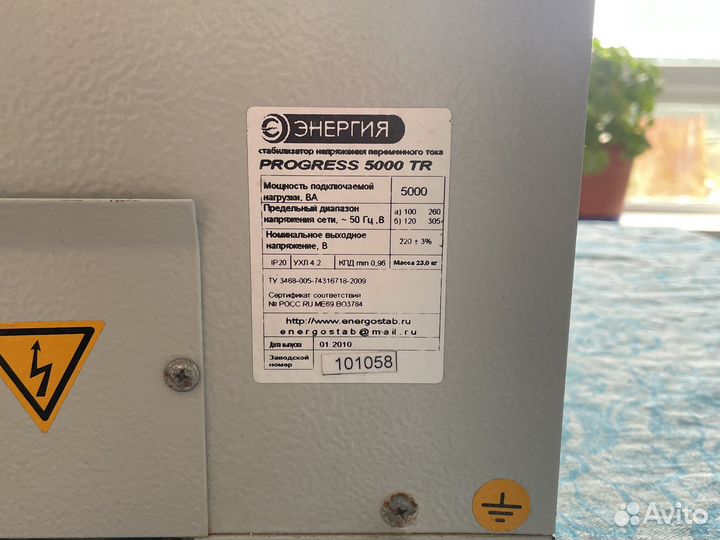 ЭНЕРГИЯ
стабилизатор напряжения переменного тока
PROGRESS 5000 TR
Мощность подключаемой нагрузки, ВА 5000
Предельный диапазон напряжения сети, ~ 50 Гц ,В а) 100 260 б) 120 305
Номинальное выходное напряжение, В 220 ± 3%
IP20 УХЛ 4.2 КПД min 0,96 Масса 23,0 кг
ТУ 3468-005-74316718-2009
Сертификат соответствия
№ РОСС RU.МЕ69 ВО3784
http://www.energostab.ru
energostab@mail.ru
Дата выпуска 01 2010
Заводской номер 101058
Avito